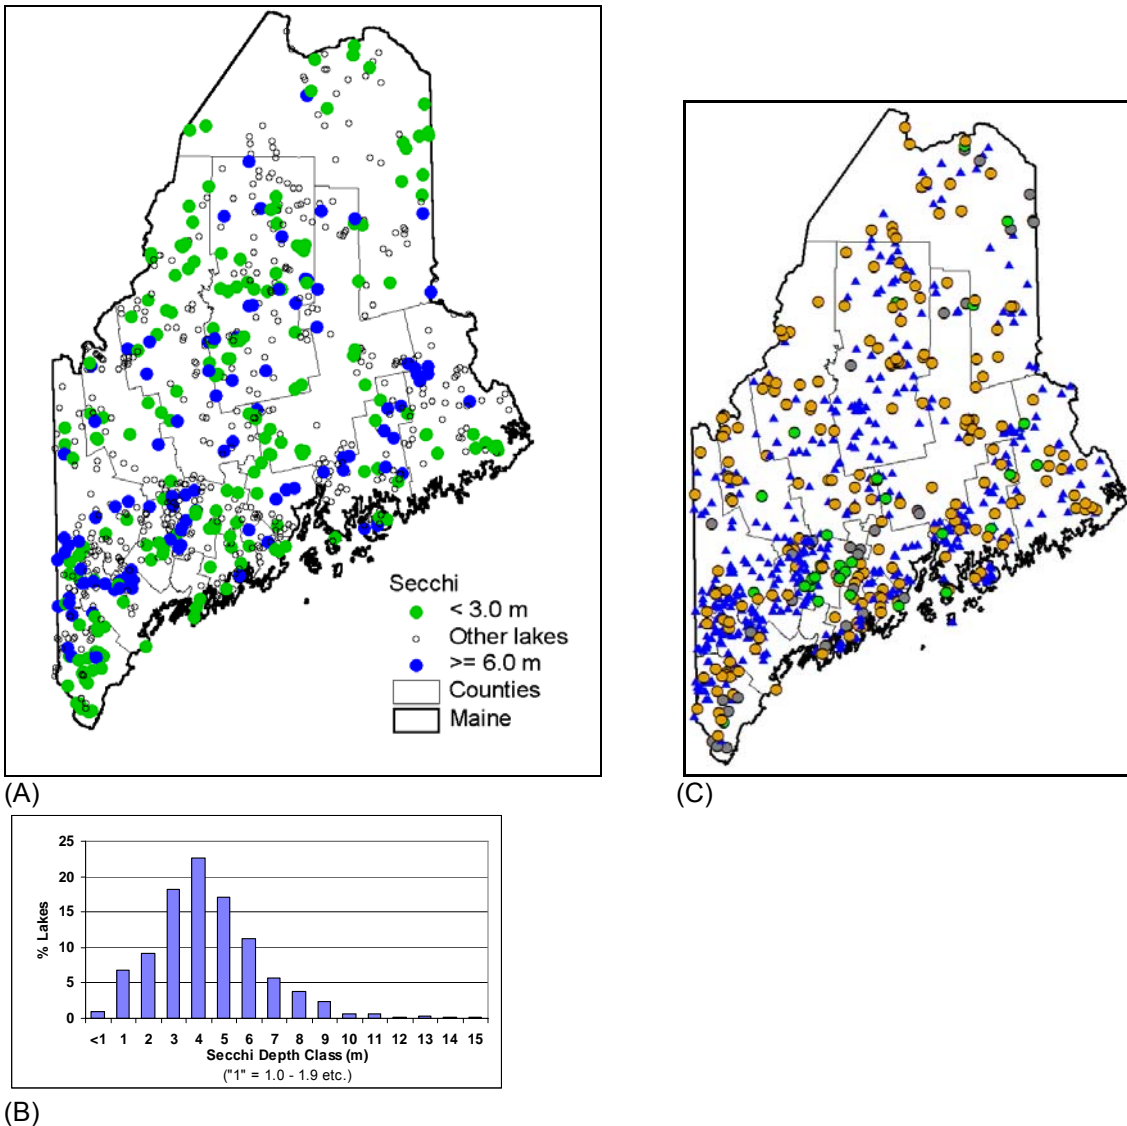 Secchi
< 3.0 m
Other lakes
>= 6.0 m
Counties
Maine
(A)
(C)
25
20
15
10
5
0
% Lakes
<1 1 2 3 4 5 6 7 8 9 10 11 12 13 14 15
Secchi Depth Class (m)
("1" = 1.0 - 1.9 etc.)
(B)